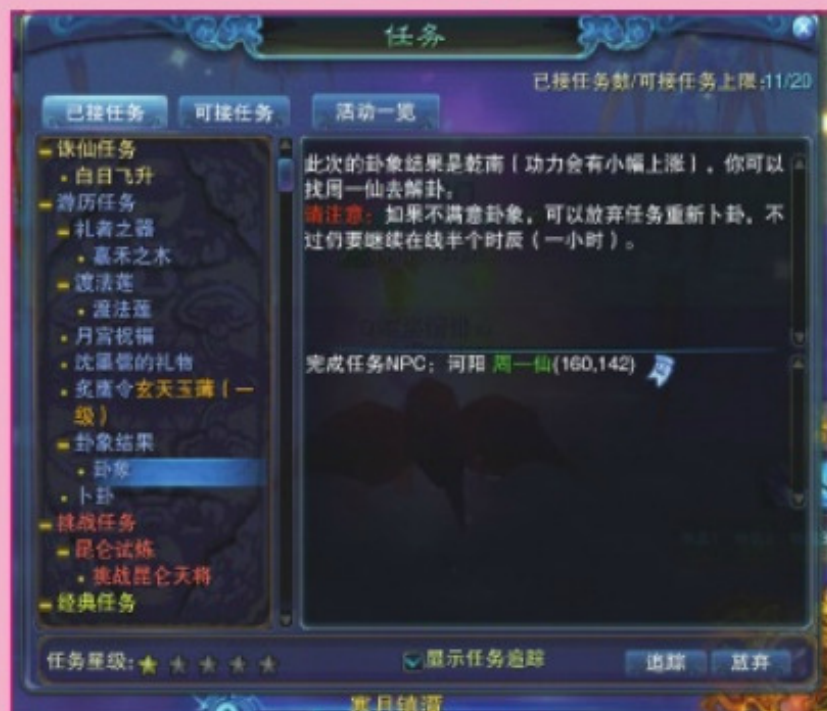 任务
已接任务数/可接任务上限:11/20
已接任务 可接任务 活动一览
诛仙任务
白日飞升
游历任务
礼者之器
嘉禾之木
渡法莲
渡法莲
月宫祝福
沈墨儒的礼物
炙鹰令玄天玉璃(一
级)
卦象结果
卦象
卜卦
挑战任务
昆仑试炼
挑战昆仑天将
经典任务
此次的卦象结果是乾南(功力会有小幅上涨),你可以
找周一仙去解卦。
请注意:如果不满意卦象,可以放弃任务重新卜卦,不
过仍要继续在线半个时辰(一小时)。
完成任务NPC:河阳 周一仙(160,142)
任务星级:
显示任务追踪
追踪 放弃